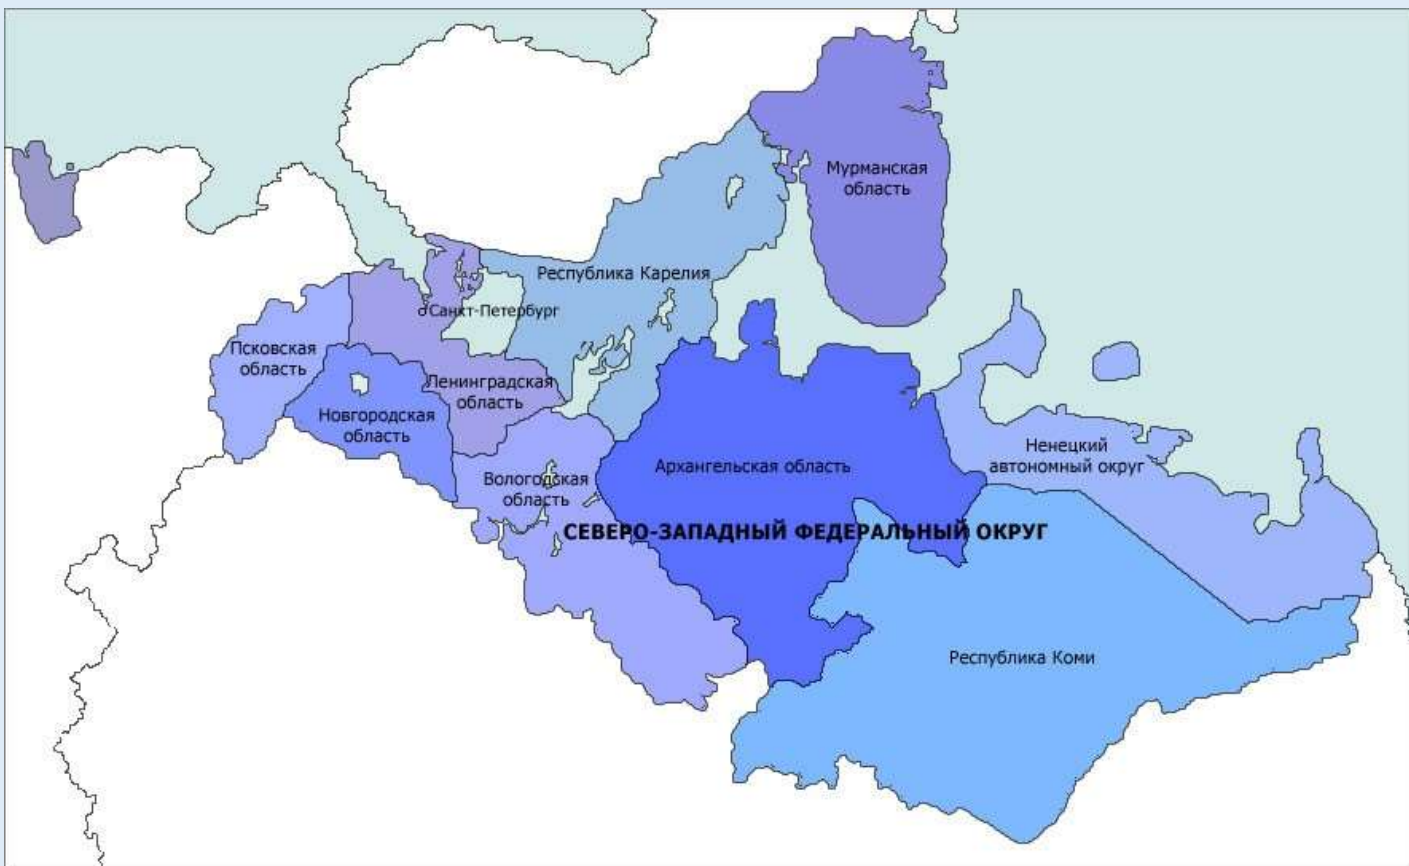 Мурманская
область
Республика Карелия
Санкт-Петербург
Псковская
область
Ленинградская
область
Новгородская
область
Ненецкий
автономный округ
Архангельская область
Вологодская
область
СЕВЕРО-ЗАПАДНЫЙ ФЕДЕРАЛЬНЫЙ ОКРУГ
Республика Коми